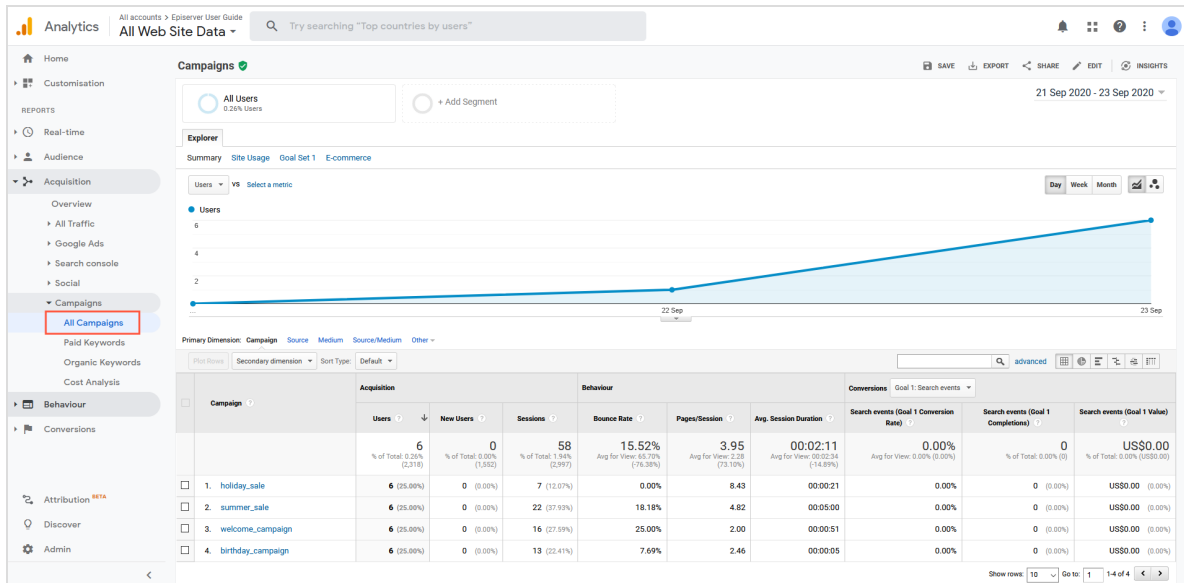 Analytics
All accounts > Episerver User Guide
All Web Site Data
Try searching "Top countries by users"
Home
Customisation
REPORTS
Real-time
Audience
Acquisition
Overview
All Traffic
Google Ads
Search console
Social
Campaigns
All Campaigns
Paid Keywords
Organic Keywords
Cost Analysis
Behaviour
Conversions
Attribution BETA
Discover
Admin
Campaigns
SAVE EXPORT SHARE EDIT INSIGHTS
All Users
0.26% Users
+ Add Segment
21 Sep 2020 - 23 Sep 2020
Explorer
Summary Site Usage Goal Set 1 E-commerce
Users VS Select a metric
Day Week Month
Users
6
4
2
... 22 Sep 23 Sep
Primary Dimension: Campaign Source Medium Source/Medium Other
Plot Rows Secondary dimension Sort Type: Default advanced
Campaign Acquisition Behaviour Conversions Goal 1: Search events
Users New Users Sessions Bounce Rate Pages/Session Avg. Session Duration Search events (Goal 1 Conversion Rate) Search events (Goal 1 Completions) Search events (Goal 1 Value)
6 0 58 15.52% 3.95 00:02:11 0.00% 0 US$0.00
% of Total: 0.26% (2,318) % of Total: 0.00% (1,552) % of Total: 1.94% (2,997) Avg for View: 65.70% (-76.38%) Avg for View: 2.28 (73.10%) Avg for View: 00:02:34 (-14.89%) Avg for View: 0.00% (0.00%) % of Total: 0.00% (0) % of Total: 0.00% (US$0.00)
1. holiday_sale 6 (25.00%) 0 (0.00%) 7 (12.07%) 0.00% 8.43 00:00:21 0.00% 0 (0.00%) US$0.00 (0.00%)
2. summer_sale 6 (25.00%) 0 (0.00%) 22 (37.93%) 18.18% 4.82 00:05:00 0.00% 0 (0.00%) US$0.00 (0.00%)
3. welcome_campaign 6 (25.00%) 0 (0.00%) 16 (27.59%) 25.00% 2.00 00:00:51 0.00% 0 (0.00%) US$0.00 (0.00%)
4. birthday_campaign 6 (25.00%) 0 (0.00%) 13 (22.41%) 7.69% 2.46 00:00:05 0.00% 0 (0.00%) US$0.00 (0.00%)
Show rows: 10 Go to: 1 1-4 of 4